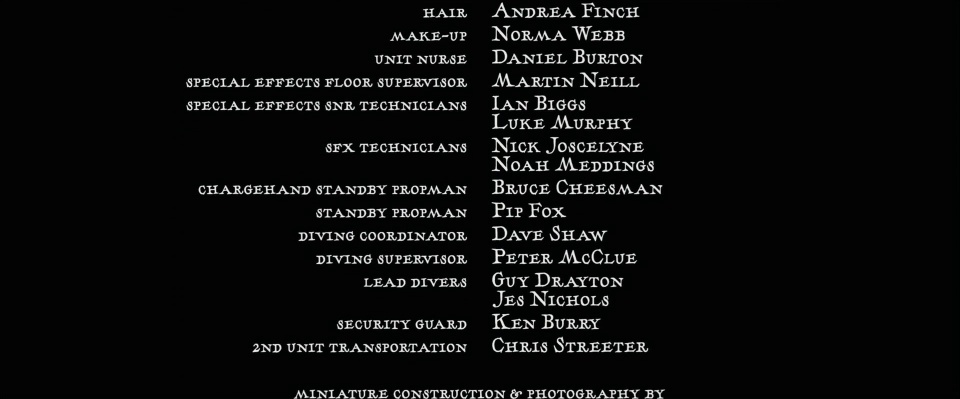 HAIR ANDREA FINCH
MAKE-UP NORMA WEBB
UNIT NURSE DANIEL BURTON
SPECIAL EFFECTS FLOOR SUPERVISOR MARTIN NEILL
SPECIAL EFFECTS SNR TECHNICIANS IAN BIGGS
LUKE MURPHY
SFX TECHNICIANS NICK JOSCELYNE
NOAH MEDDINGS
CHARGEHAND STANDBY PROPMAN BRUCE CHEESMAN
STANDBY PROPMAN PIP FOX
DIVING COORDINATOR DAVE SHAW
DIVING SUPERVISOR PETER MCCLUE
LEAD DIVERS GUY DRAYTON
JES NICHOLS
SECURITY GUARD KEN BURRY
2ND UNIT TRANSPORTATION CHRIS STREETER
MINIATURE CONSTRUCTION & PHOTOGRAPHY BY